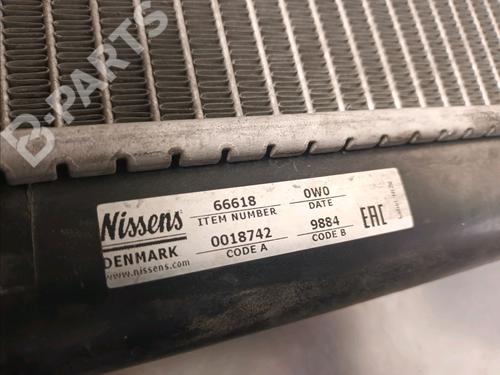 B-PARTS
Nissens 66618 0W0
ITEM NUMBER DATE
DENMARK 0018742 9884 EAC
www.nissens.com CODE A CODE B